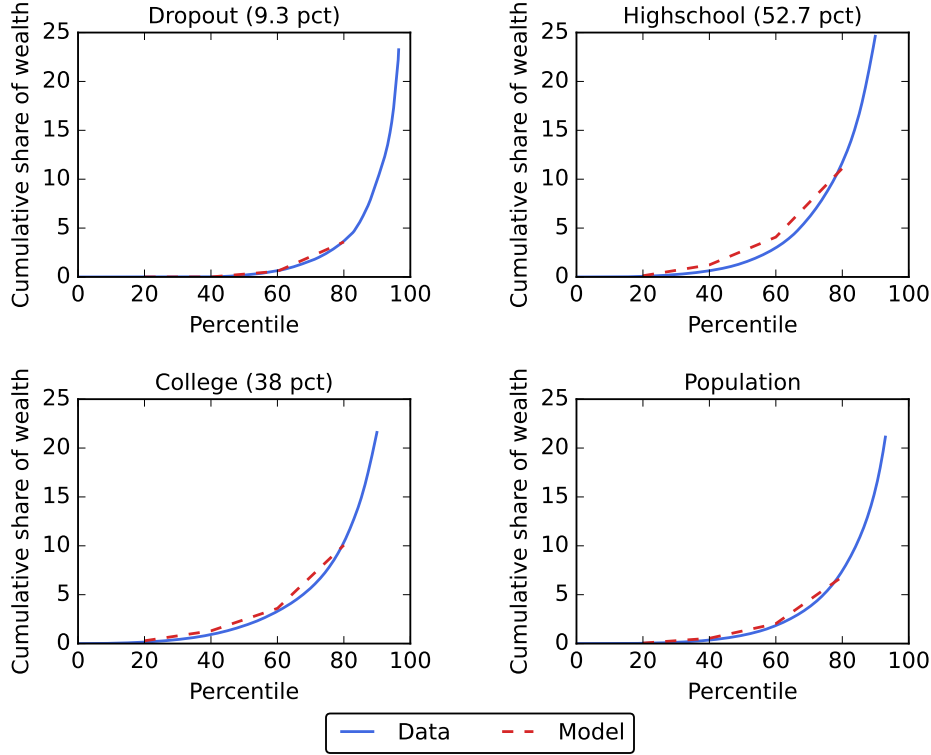 Dropout (9.3 pct)
Cumulative share of wealth
25
20
15
10
5
0
0 20 40 60 80 100
Percentile
Highschool (52.7 pct)
Cumulative share of wealth
25
20
15
10
5
0
0 20 40 60 80 100
Percentile
College (38 pct)
Cumulative share of wealth
25
20
15
10
5
0
0 20 40 60 80 100
Percentile
Population
Cumulative share of wealth
25
20
15
10
5
0
0 20 40 60 80 100
Percentile
Data Model